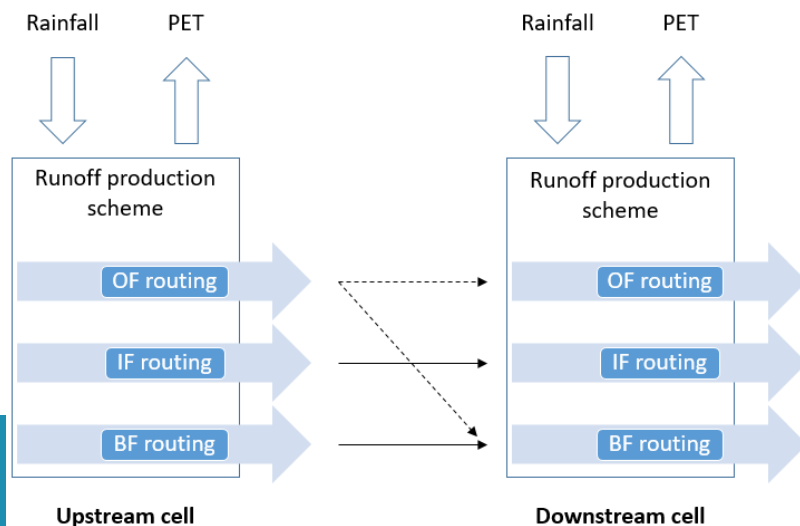 Rainfall PET Rainfall PET
Runoff production
scheme
Runoff production
scheme
OF routing OF routing
IF routing IF routing
BF routing BF routing
Upstream cell Downstream cell